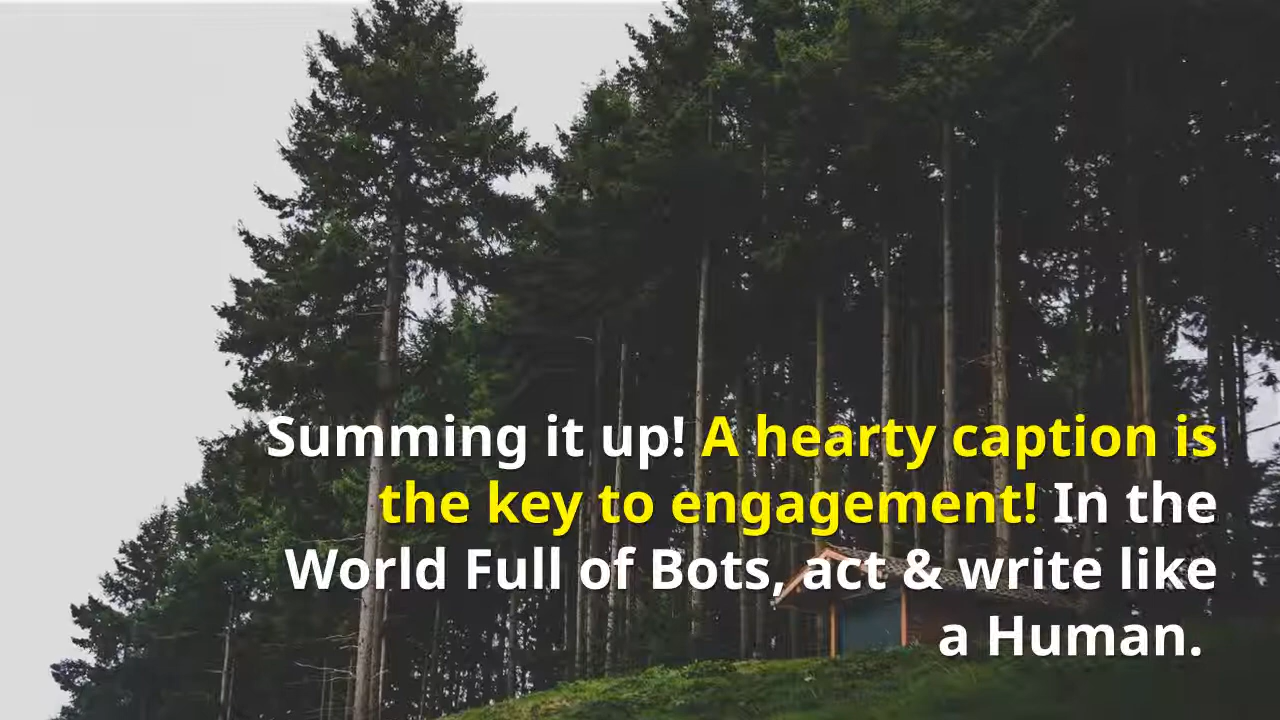 Summing it up! A hearty caption is
the key to engagement! In the
World Full of Bots, act & write like
a Human.